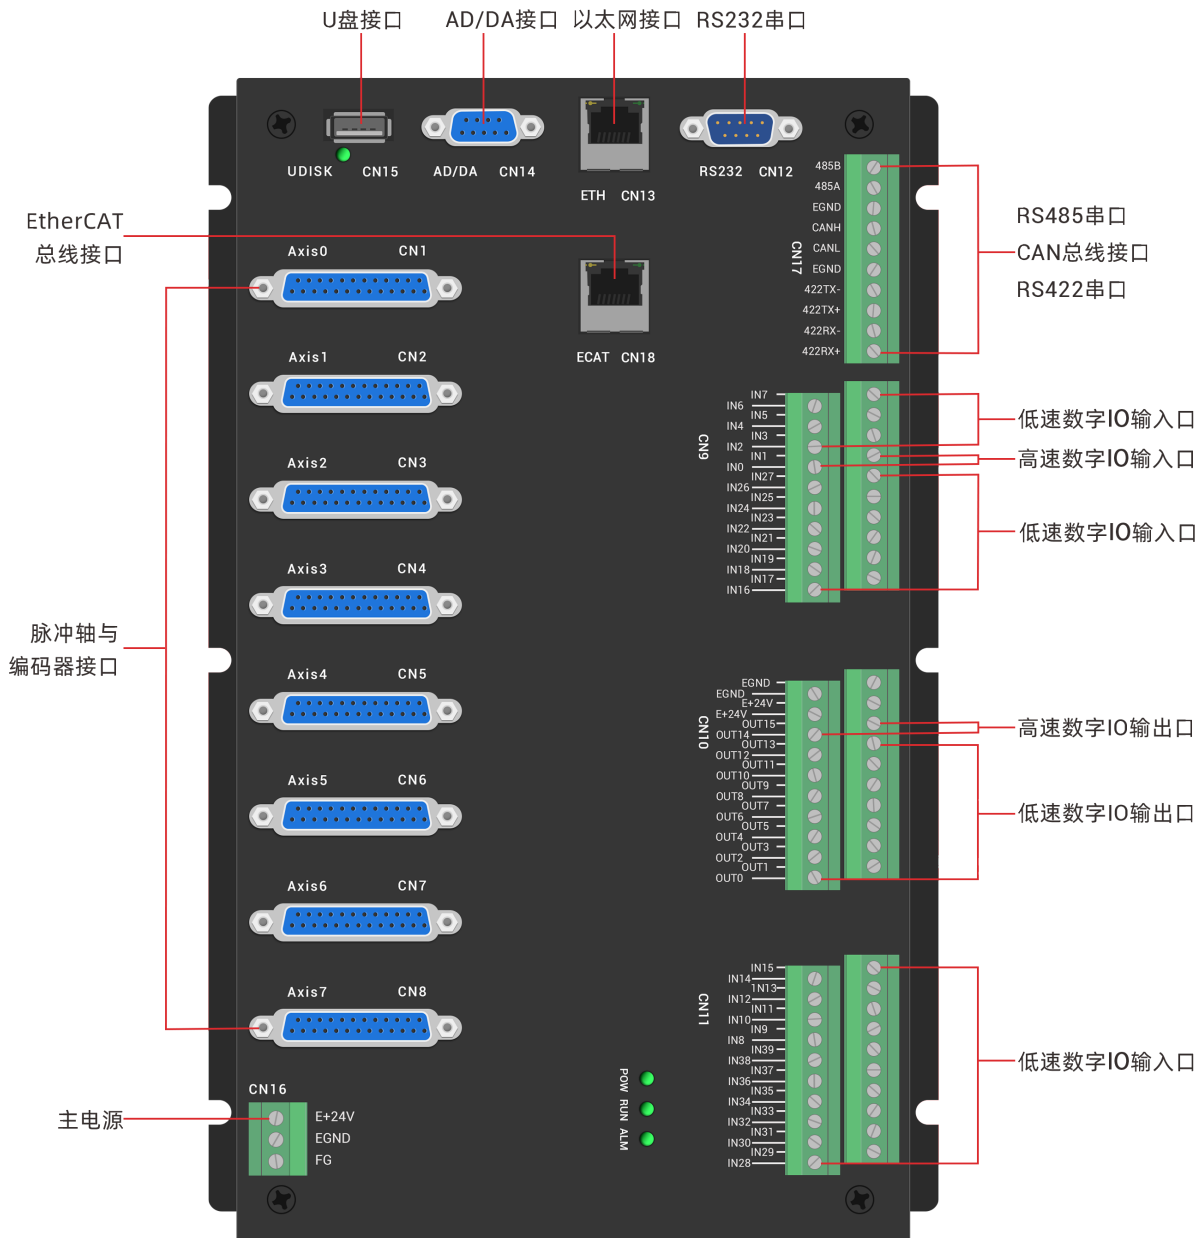 U盘接口
AD/DA接口
以太网接口
RS232串口
UDISK
CN15
AD/DA
CN14
ETH
CN13
RS232
CN12
EtherCAT
总线接口
ECAT
CN18
485B
485A
EGND
CANH
CANL
EGND
422TX-
422TX+
422RX-
422RX+
CN17
RS485串口
CAN总线接口
RS422串口
Axis0
CN1
Axis1
CN2
Axis2
CN3
Axis3
CN4
Axis4
CN5
Axis5
CN6
Axis6
CN7
Axis7
CN8
脉冲轴与
编码器接口
CN9
IN7
IN6
IN5
IN4
IN3
IN2
IN1
IN0
IN27
IN26
IN25
IN24
IN23
IN22
IN21
IN20
IN19
IN18
IN17
IN16
低速数字IO输入口
高速数字IO输入口
低速数字IO输入口
CN10
EGND
EGND
E+24V
E+24V
OUT15
OUT14
OUT13
OUT12
OUT11
OUT10
OUT9
OUT8
OUT7
OUT6
OUT5
OUT4
OUT3
OUT2
OUT1
OUT0
高速数字IO输出口
低速数字IO输出口
CN11
IN15
IN14
1N13
IN12
IN11
IN10
IN9
IN8
IN39
IN38
IN37
IN36
IN35
IN34
IN33
IN32
IN31
IN30
IN29
IN28
低速数字IO输入口
POW
RUN
ALM
CN16
主电源
E+24V
EGND
FG